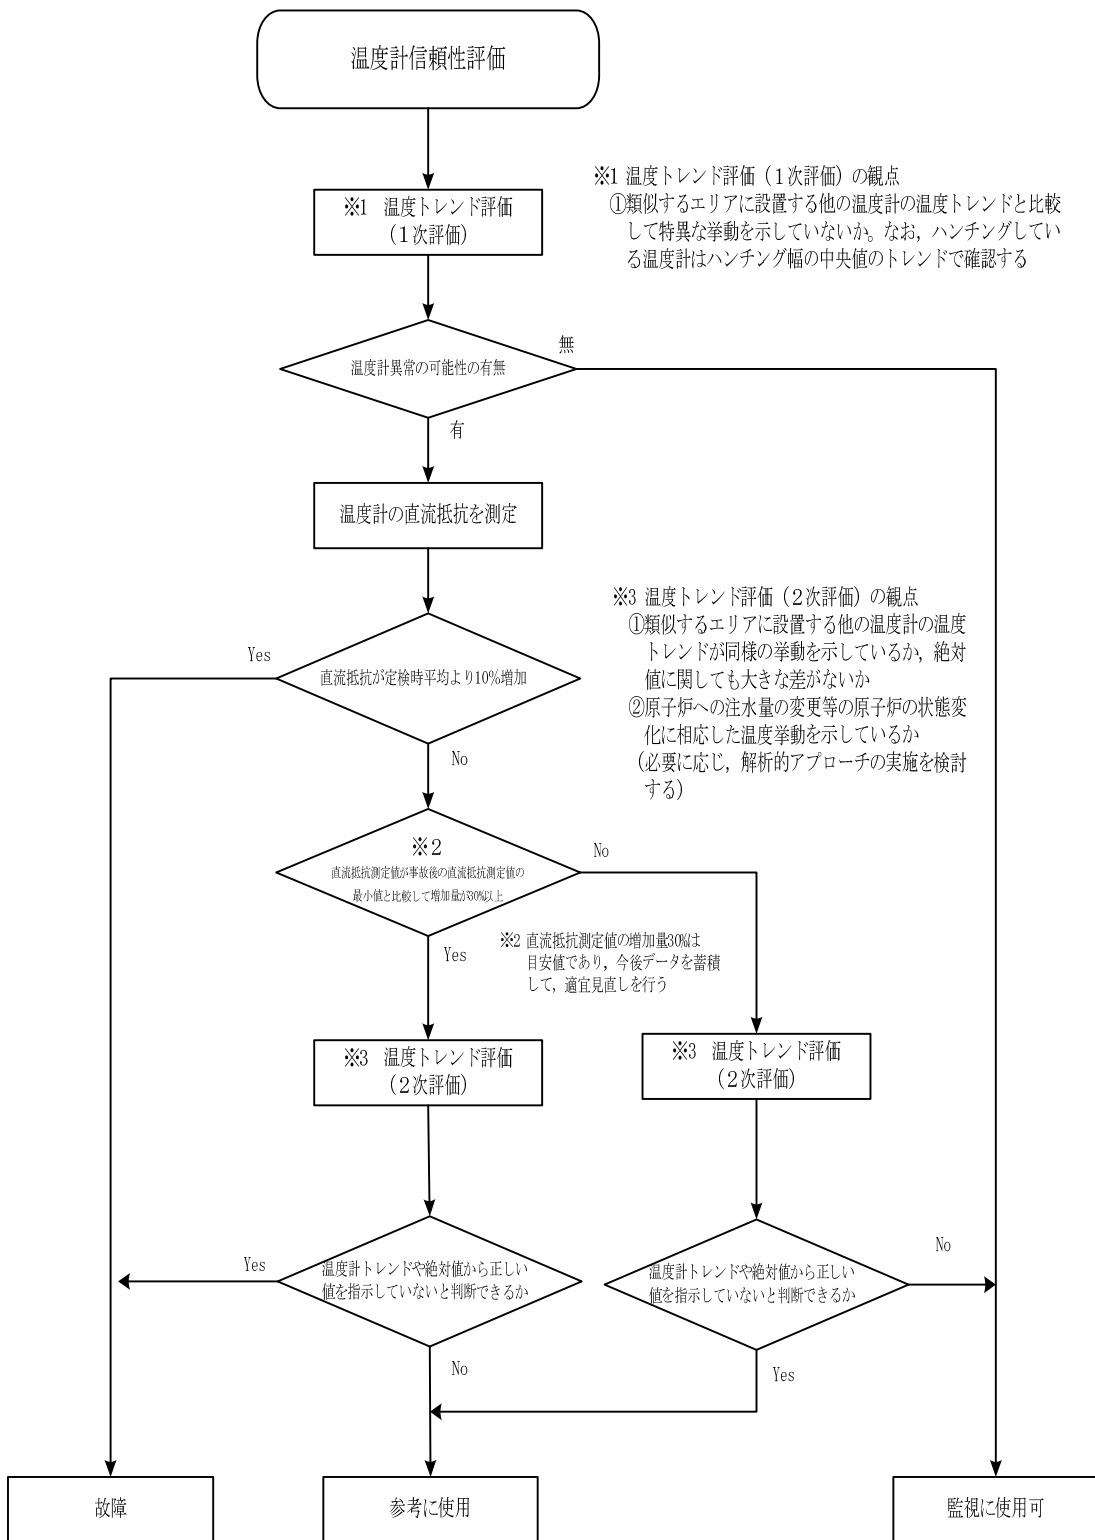 温度計信頼性評価
※1 温度トレンド評価
(1次評価)
※1 温度トレンド評価（1次評価）の観点
①類似するエリアに設置する他の温度計の温度トレンドと比較
して特異な挙動を示していないか。なお，ハンチングしてい
る温度計はハンチング幅の中央値のトレンドで確認する
温度計異常の可能性の有無
無
有
温度計の直流抵抗を測定
※3 温度トレンド評価（2次評価）の観点
①類似するエリアに設置する他の温度計の温度
トレンドが同様の挙動を示しているか，絶対
値に関しても大きな差がないか
②原子炉への注水量の変更等の原子炉の状態変
化に相応した温度挙動を示しているか
(必要に応じ，解析的アプローチの実施を検討
する)
Yes
直流抵抗が定検時平均より10%増加
No
※2
直流抵抗測定値が事故後の直流抵抗測定値の
最小値と比較して増加量が30%以上
No
Yes
※2 直流抵抗測定値の増加量30%は
目安値であり，今後データを蓄積
して，適宜見直しを行う
※3 温度トレンド評価
(2次評価)
※3 温度トレンド評価
(2次評価)
Yes
温度計トレンドや絶対値から正しい
値を指示していないと判断できるか
No
温度計トレンドや絶対値から正しい
値を指示していないと判断できるか
No
Yes
故障
参考に使用
監視に使用可